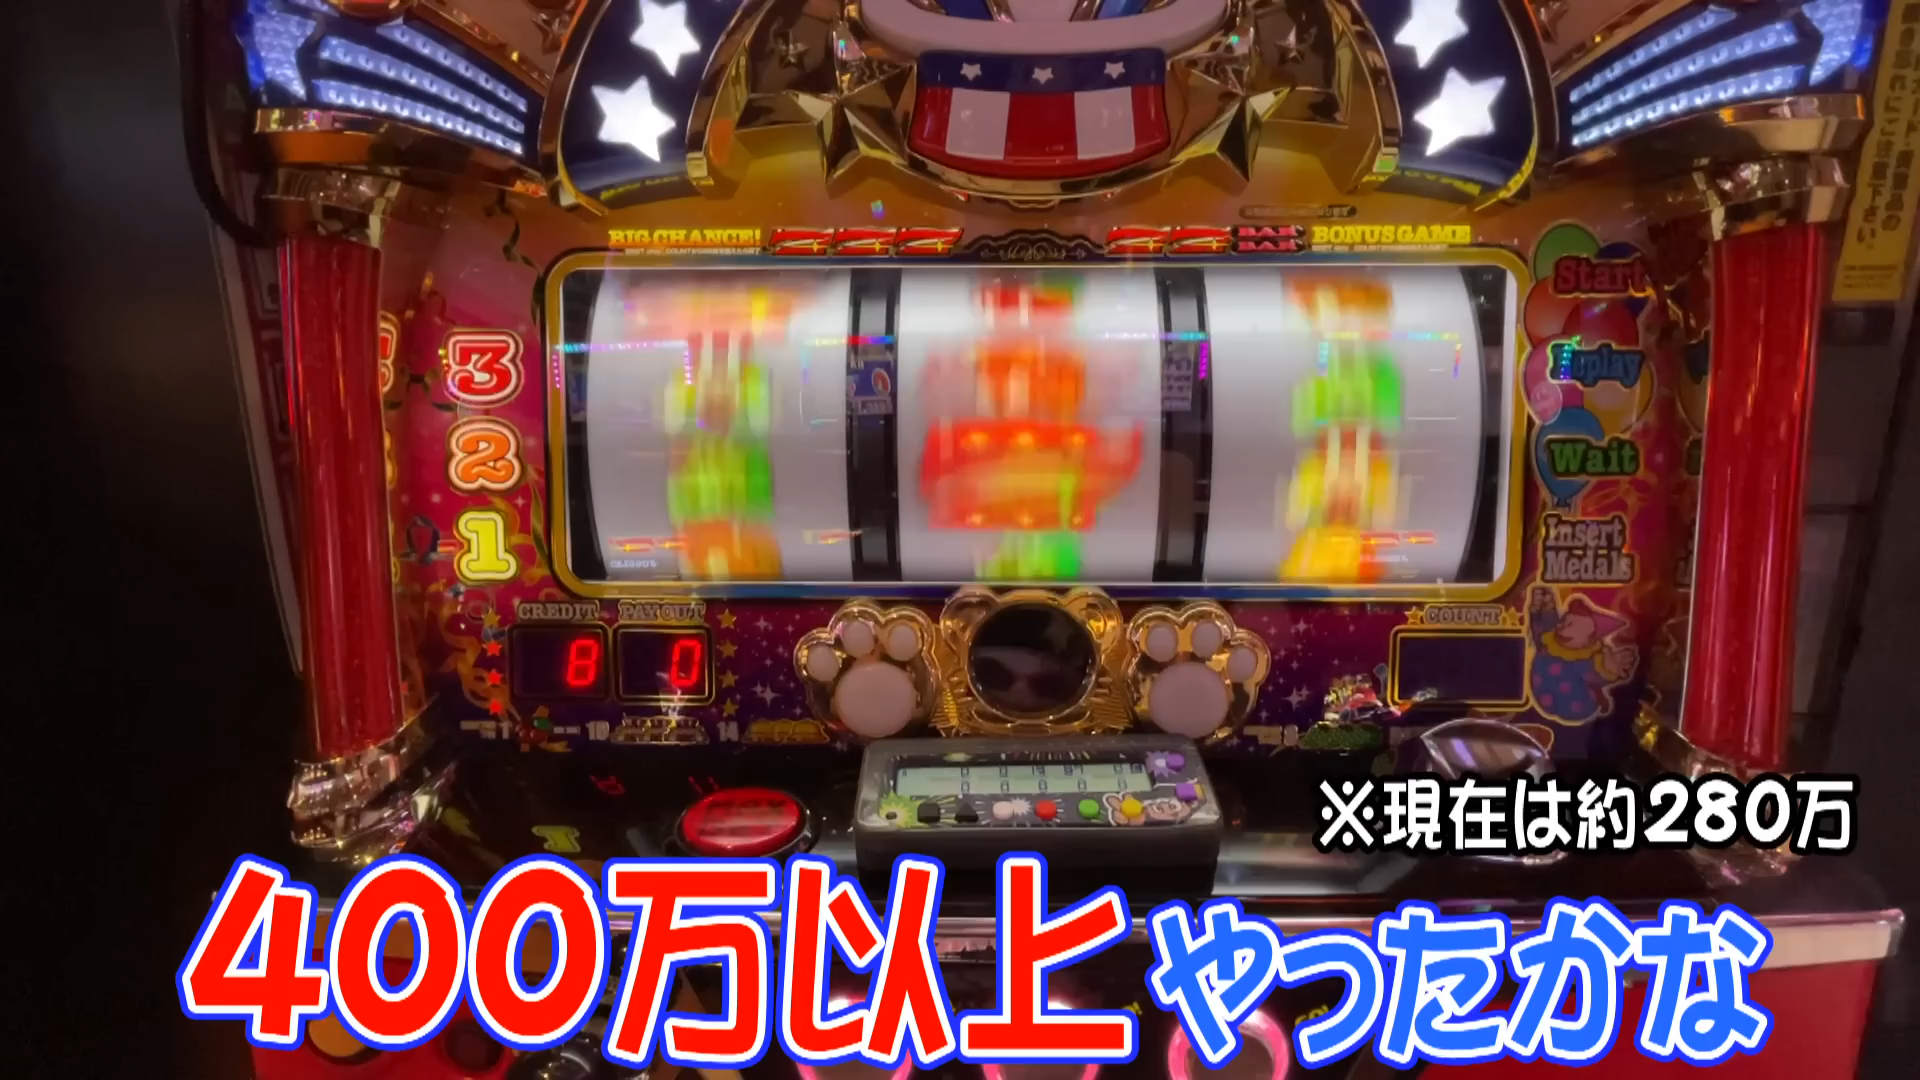 BIG CHANCE!
BONUS GAME
Start
Replay
Wait
Insert
Medals
3
2
1
CREDIT
PAY OUT
COUNT
8
0
※現在は約280万
400万以上やったかな